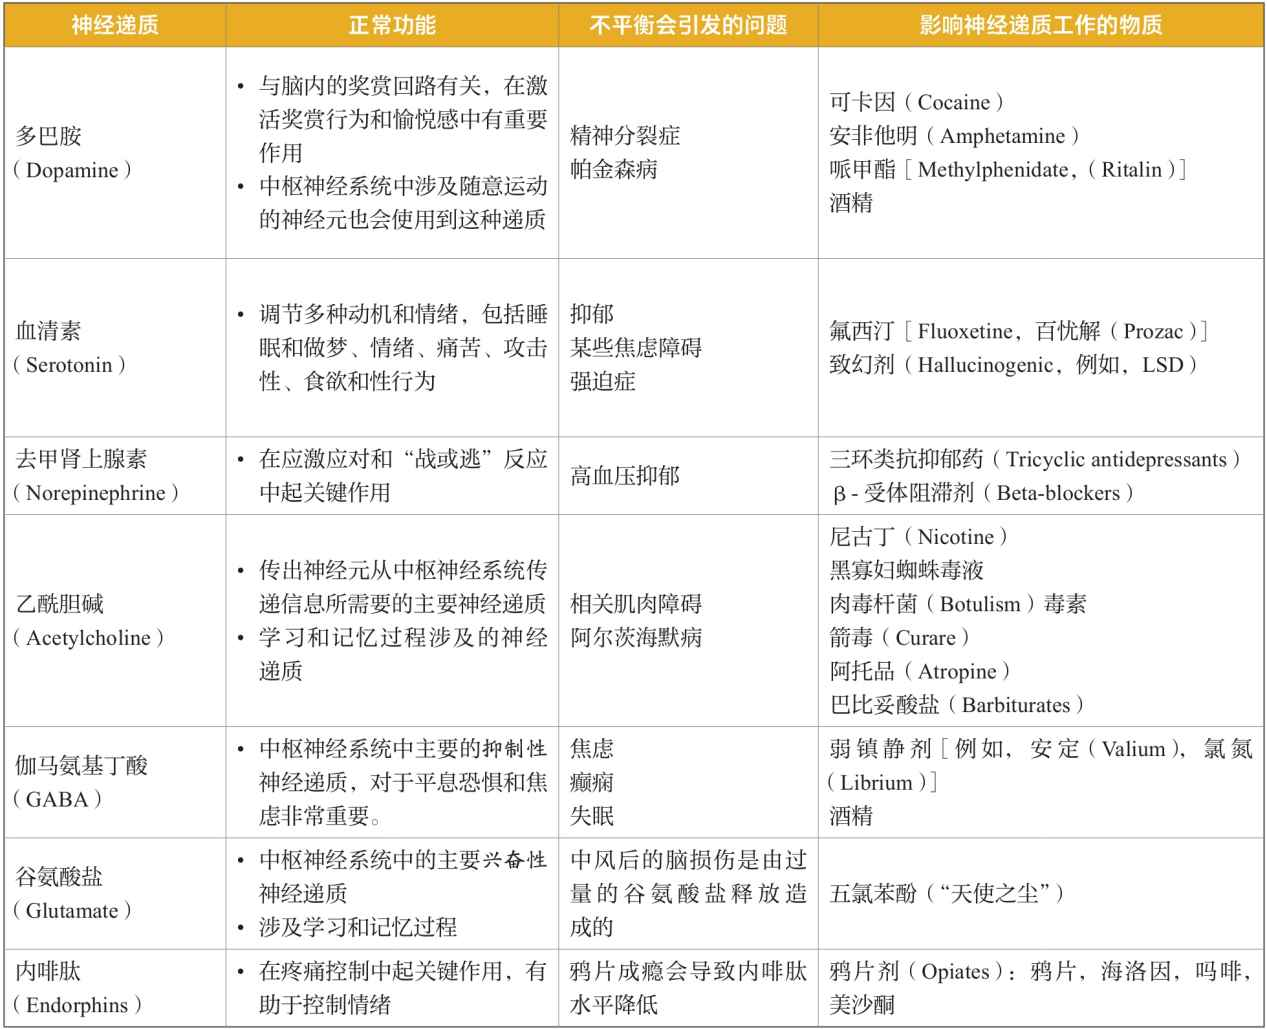 神经递质
正常功能
不平衡会引发的问题
影响神经递质工作的物质
多巴胺
（Dopamine）
• 与脑内的奖赏回路有关，在激
活奖赏行为和愉悦感中有重要
作用
• 中枢神经系统中涉及随意运动
的神经元也会使用到这种递质
精神分裂症
帕金森病
可卡因（Cocaine）
安非他明（Amphetamine）
哌甲酯［Methylphenidate，（Ritalin）］
酒精
血清素
（Serotonin）
• 调节多种动机和情绪，包括睡
眠和做梦、情绪、痛苦、攻击
性、食欲和性行为
抑郁
某些焦虑障碍
强迫症
氟西汀［Fluoxetine，百忧解（Prozac）］
致幻剂（Hallucinogenic，例如，LSD）
去甲肾上腺素
（Norepinephrine）
• 在应激应对和“战或逃”反应
中起关键作用
高血压抑郁
三环类抗抑郁药（Tricyclic antidepressants）
β- 受体阻滞剂（Beta-blockers）
乙酰胆碱
（Acetylcholine）
• 传出神经元从中枢神经系统传
递信息所需要的主要神经递质
• 学习和记忆过程涉及的神经
递质
相关肌肉障碍
阿尔茨海默病
尼古丁（Nicotine）
黑寡妇蜘蛛毒液
肉毒杆菌（Botulism）毒素
箭毒（Curare）
阿托品（Atropine）
巴比妥酸盐（Barbiturates）
伽马氨基丁酸
（GABA）
• 中枢神经系统中主要的抑制性
神经递质，对于平息恐惧和焦
虑非常重要。
焦虑
癫痫
失眠
弱镇静剂［例如，安定（Valium），氯氮
（Librium）］
酒精
谷氨酸盐
（Glutamate）
• 中枢神经系统中的主要兴奋性
神经递质
• 涉及学习和记忆过程
中风后的脑损伤是由过
量的谷氨酸盐释放造
成的
五氯苯酚（“天使之尘”）
内啡肽
（Endorphins）
• 在疼痛控制中起关键作用，有
助于控制情绪
鸦片成瘾会导致内啡肽
水平降低
鸦片剂（Opiates）：鸦片，海洛因，吗啡，
美沙酮